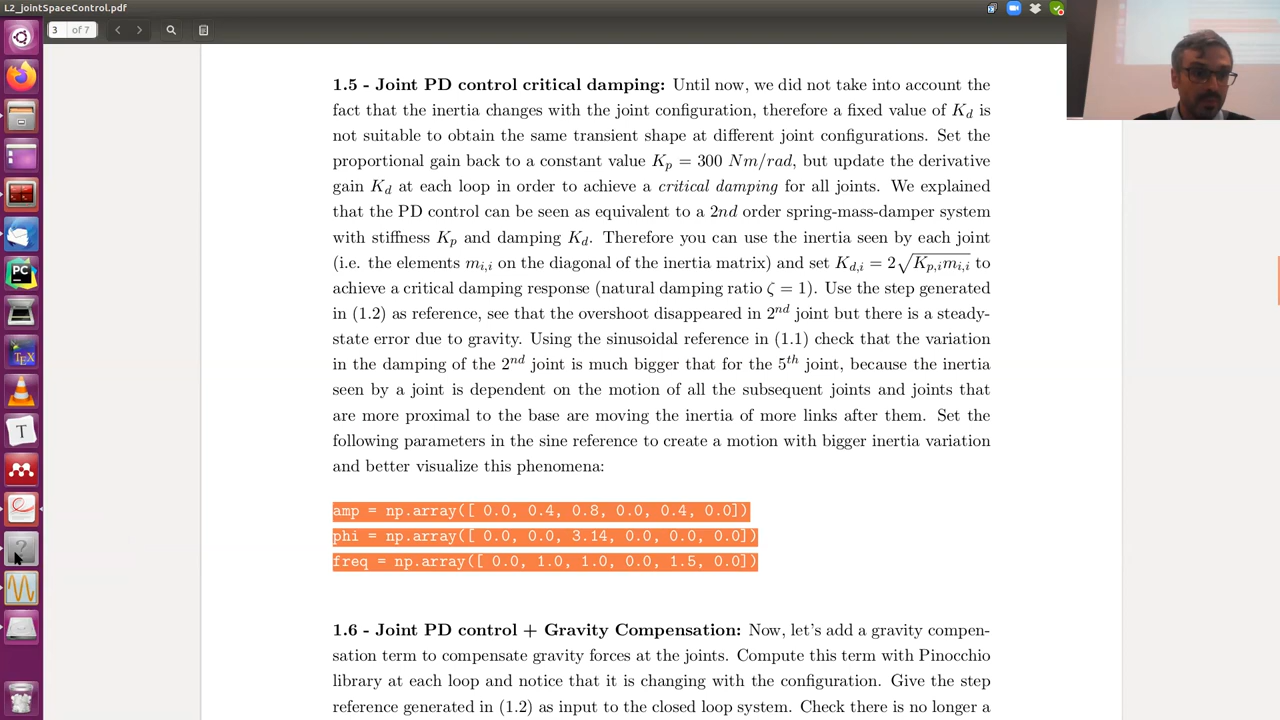 L2_jointSpaceControl.pdf
3 of 7
1.5 - Joint PD control critical damping: Until now, we did not take into account the
fact that the inertia changes with the joint configuration, therefore a fixed value of K_d is
not suitable to obtain the same transient shape at different joint configurations. Set the
proportional gain back to a constant value K_p = 300 Nm/rad, but update the derivative
gain K_d at each loop in order to achieve a critical damping for all joints. We explained
that the PD control can be seen as equivalent to a 2nd order spring-mass-damper system
with stiffness K_p and damping K_d. Therefore you can use the inertia seen by each joint
(i.e. the elements m_{i,i} on the diagonal of the inertia matrix) and set K_{d,i} = 2√(K_{p,i}m_{i,i}) to
achieve a critical damping response (natural damping ratio ζ = 1). Use the step generated
in (1.2) as reference, see that the overshoot disappeared in 2^{nd} joint but there is a steady-
state error due to gravity. Using the sinusoidal reference in (1.1) check that the variation
in the damping of the 2^{nd} joint is much bigger that for the 5^{th} joint, because the inertia
seen by a joint is dependent on the motion of all the subsequent joints and joints that
are more proximal to the base are moving the inertia of more links after them. Set the
following parameters in the sine reference to create a motion with bigger inertia variation
and better visualize this phenomena:
amp = np.array([ 0.0, 0.4, 0.8, 0.0, 0.4, 0.0])
phi = np.array([ 0.0, 0.0, 3.14, 0.0, 0.0, 0.0])
freq = np.array([ 0.0, 1.0, 1.0, 0.0, 1.5, 0.0])
1.6 - Joint PD control + Gravity Compensation: Now, let's add a gravity compen-
sation term to compensate gravity forces at the joints. Compute this term with Pinocchio
library at each loop and notice that it is changing with the configuration. Give the step
reference generated in (1.2) as input to the closed loop system. Check there is no longer a
PC
TEX
T
?